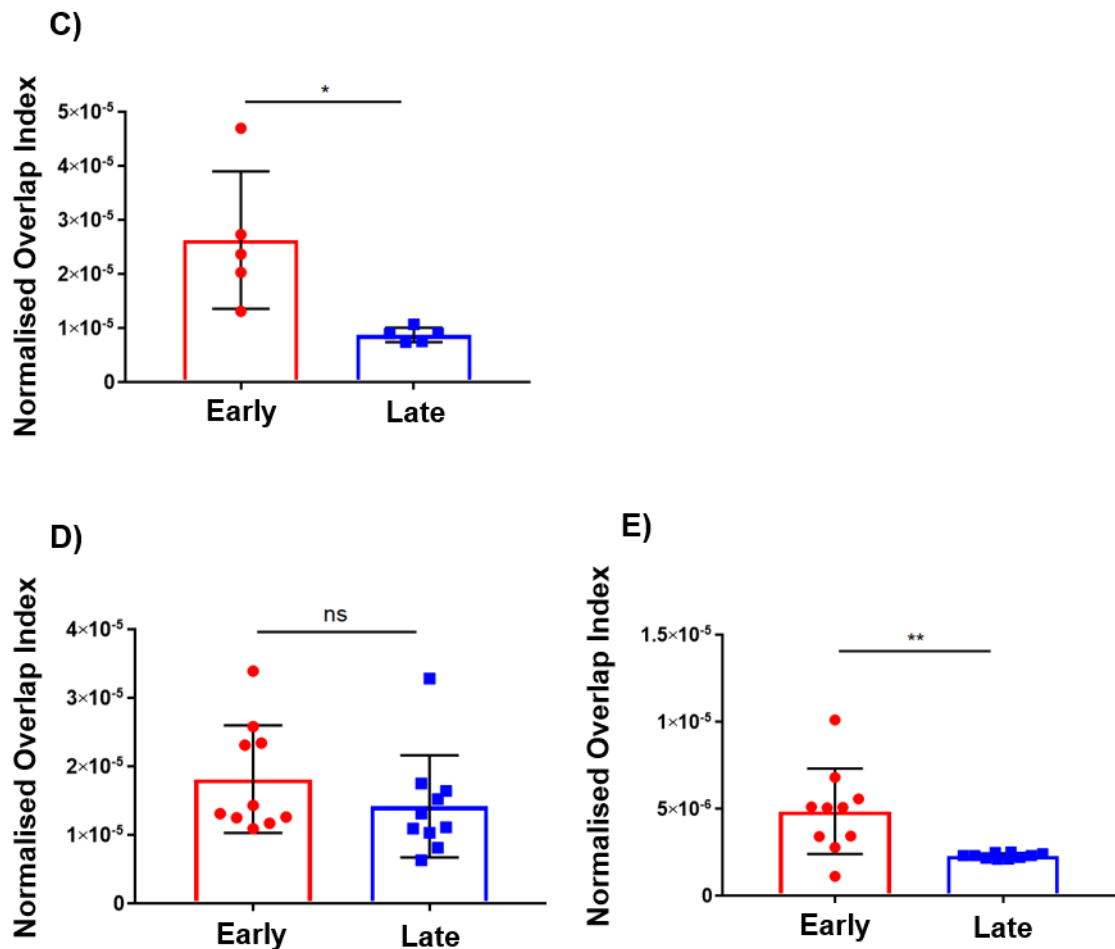 C)
Normalised Overlap Index
*
5×10⁻⁵
4×10⁻⁵
3×10⁻⁵
2×10⁻⁵
1×10⁻⁵
0
Early Late
D)
Normalised Overlap Index
ns
4×10⁻⁵
3×10⁻⁵
2×10⁻⁵
1×10⁻⁵
0
Early Late
E)
Normalised Overlap Index
**
1.5×10⁻⁵
1×10⁻⁵
5×10⁻⁶
0
Early Late